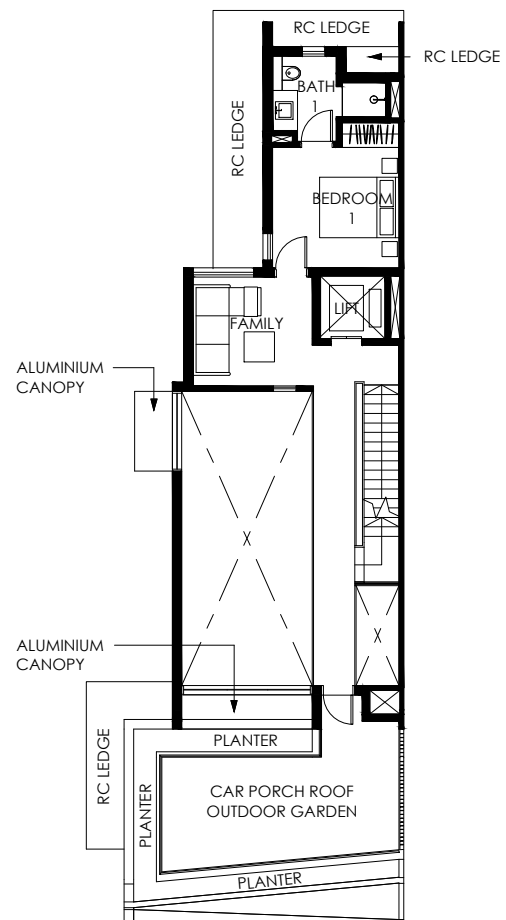 RC LEDGE
RC LEDGE
BATH
1
RC LEDGE
BEDROOM
1
LIFT
FAMILY
ALUMINIUM
CANOPY
X
X
ALUMINIUM
CANOPY
PLANTER
RC LEDGE
PLANTER
CAR PORCH ROOF
OUTDOOR GARDEN
PLANTER